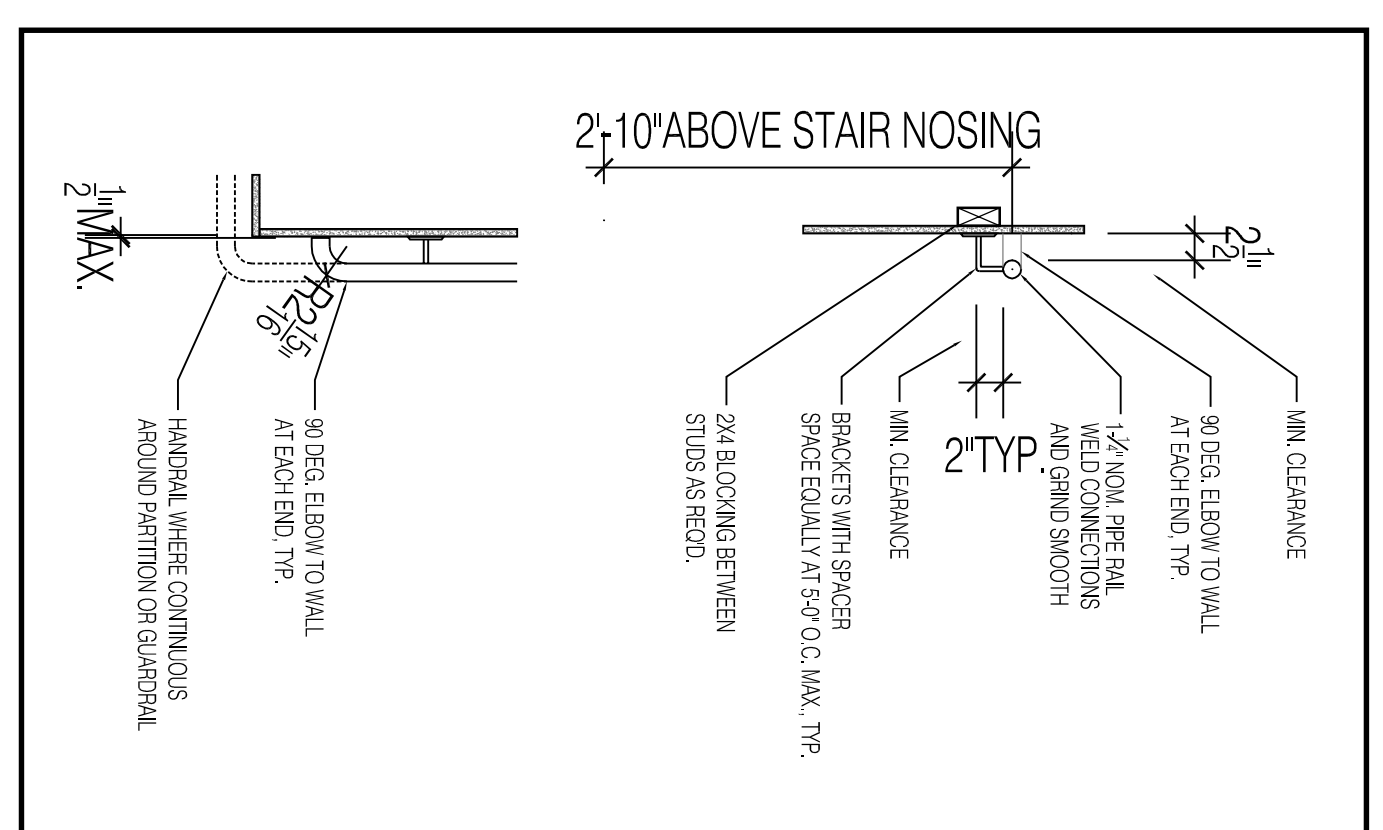 2'-10"ABOVE STAIR NOSING
2 1/2"
MIN. CLEARANCE
90 DEG. ELBOW TO WALL
AT EACH END, TYP.
1-1/4" NOM. PIPE RAIL
WELD CONNECTIONS
AND GRIND SMOOTH
2"TYP.
MIN. CLEARANCE
BRACKETS WITH SPACER
SPACE EQUALLY AT 5'-0" O.C. MAX., TYP.
2X4 BLOCKING BETWEEN
STUDS AS REQ'D.
1/2"MAX.
R2 15/16"
90 DEG. ELBOW TO WALL
AT EACH END, TYP.
HANDRAIL WHERE CONTINUOUS
AROUND PARTITION OR GUARDRAIL